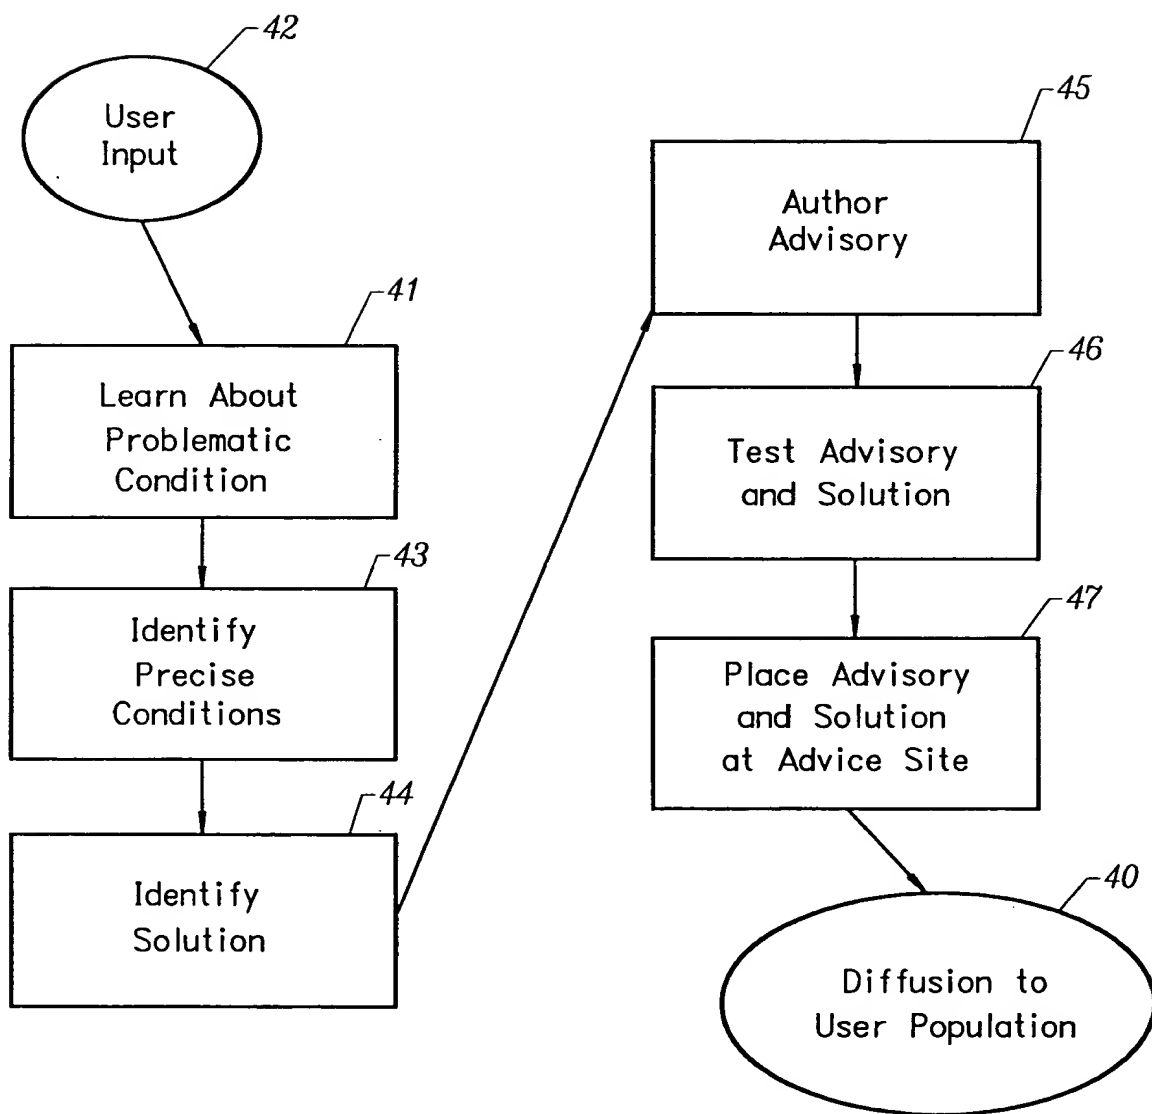 42
User
Input
41
Learn About
Problematic
Condition
43
Identify
Precise
Conditions
44
Identify
Solution
45
Author
Advisory
46
Test Advisory
and Solution
47
Place Advisory
and Solution
at Advice Site
40
Diffusion to
User Population